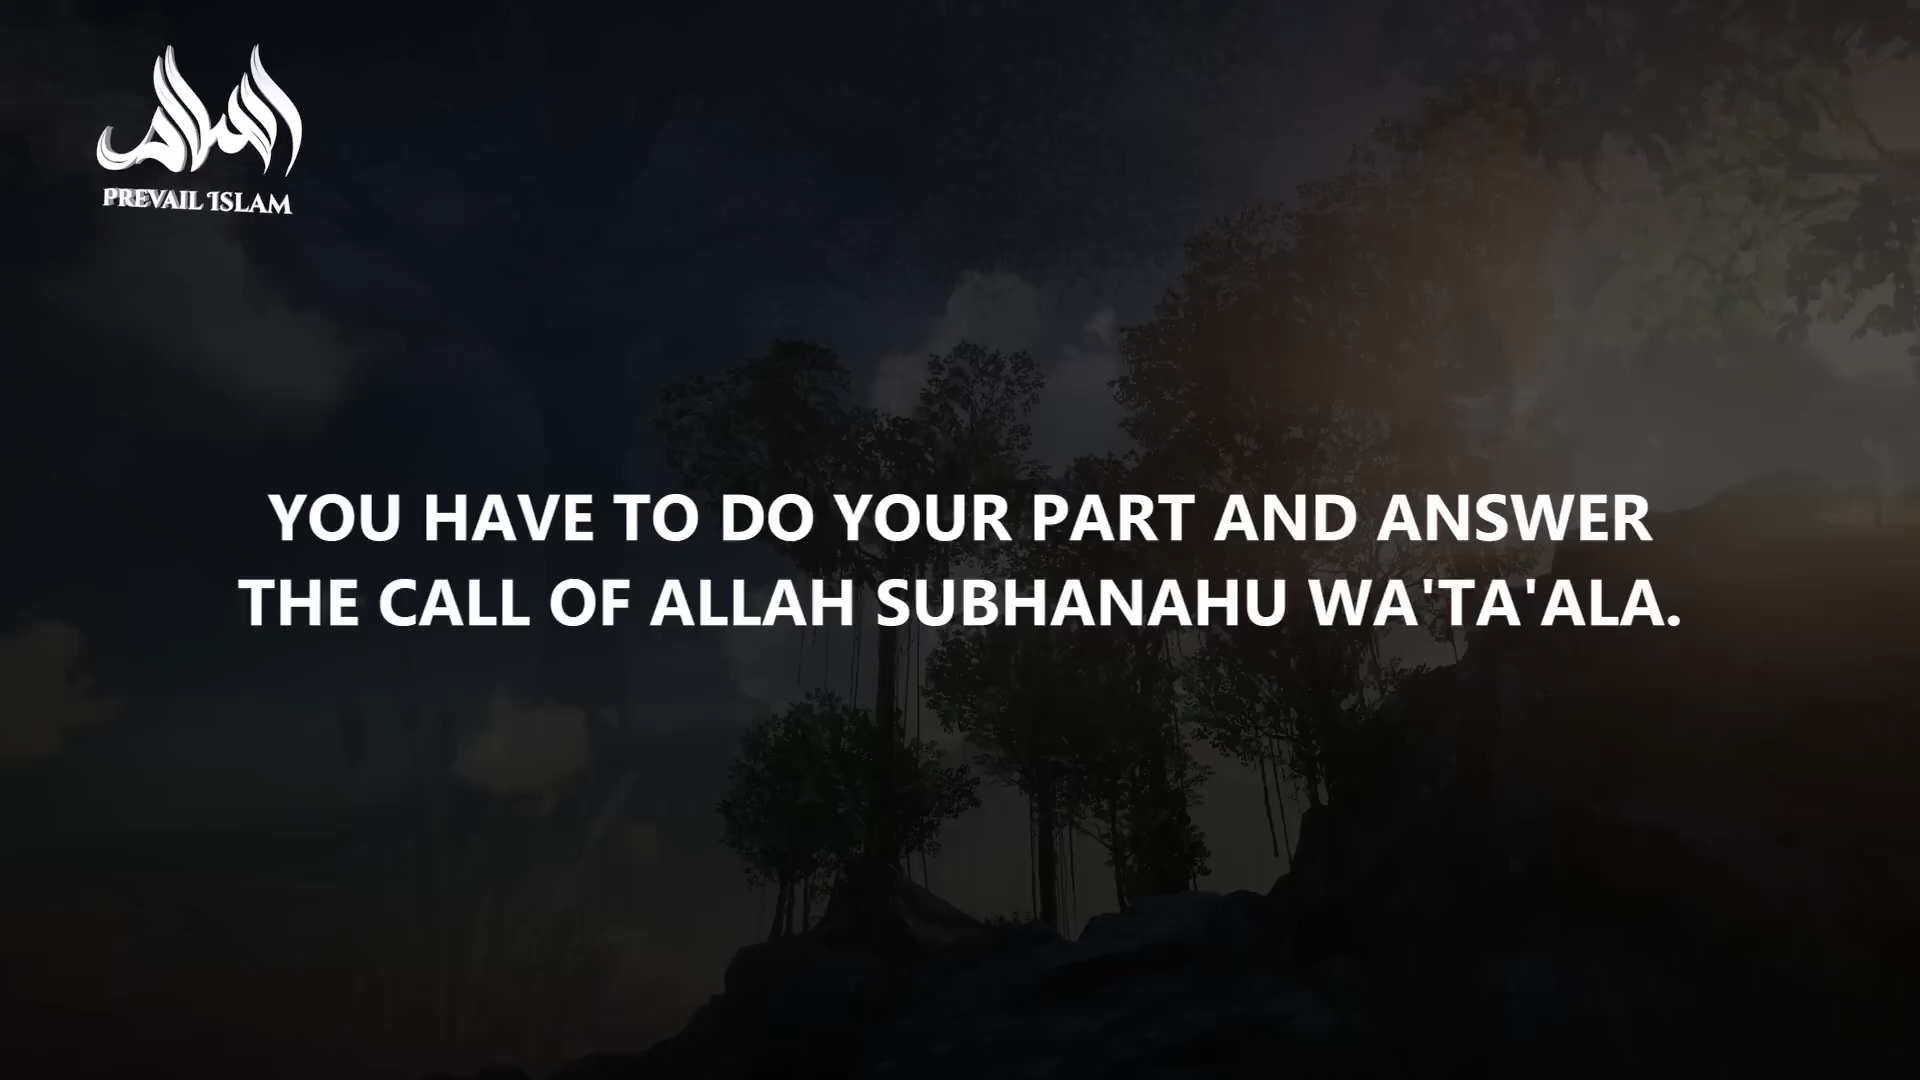 PREVAIL ISLAM
YOU HAVE TO DO YOUR PART AND ANSWER
THE CALL OF ALLAH SUBHANAHU WA'TA'ALA.